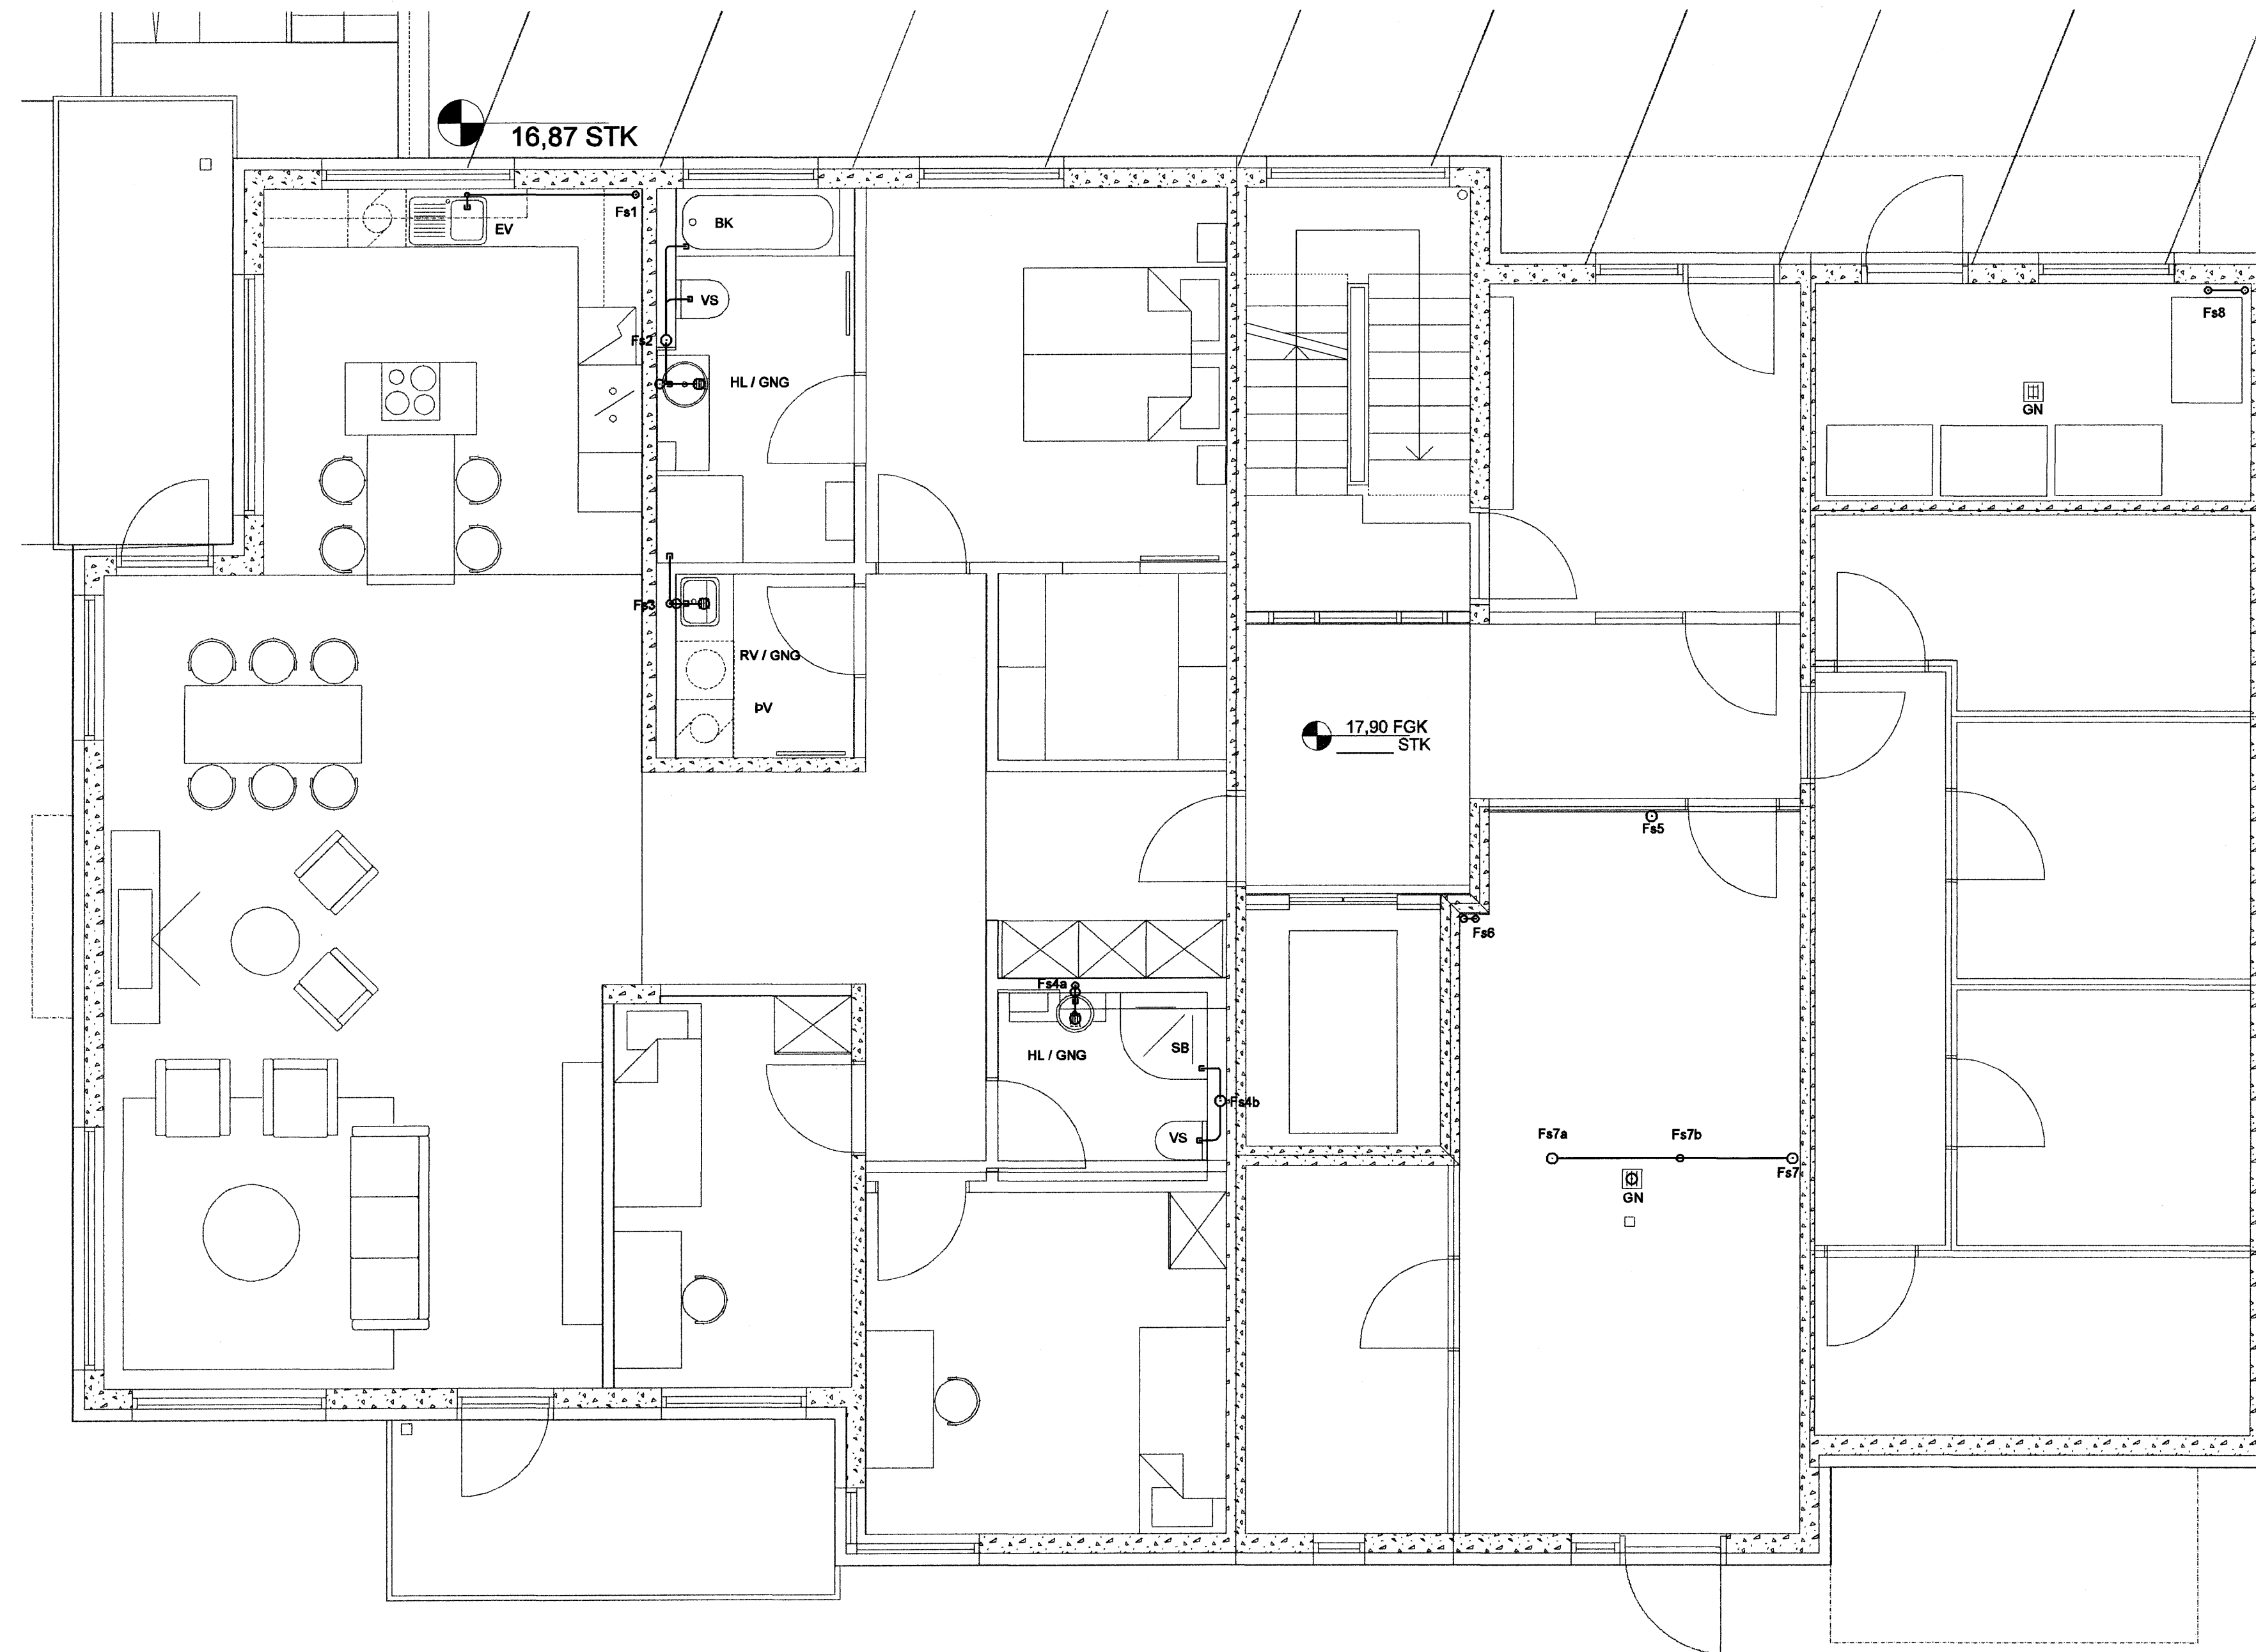 16,87 STK
Fs1
EV
BK
VS
Fs2
HL / GNG
Fs8
GN
Fs3
RV / GNG
ÞV
17,90 FGK
STK
Fs5
Fs6
Fs4a
HL / GNG
SB
Fs4b
VS
Fs7a
Fs7b
Fs7
GN